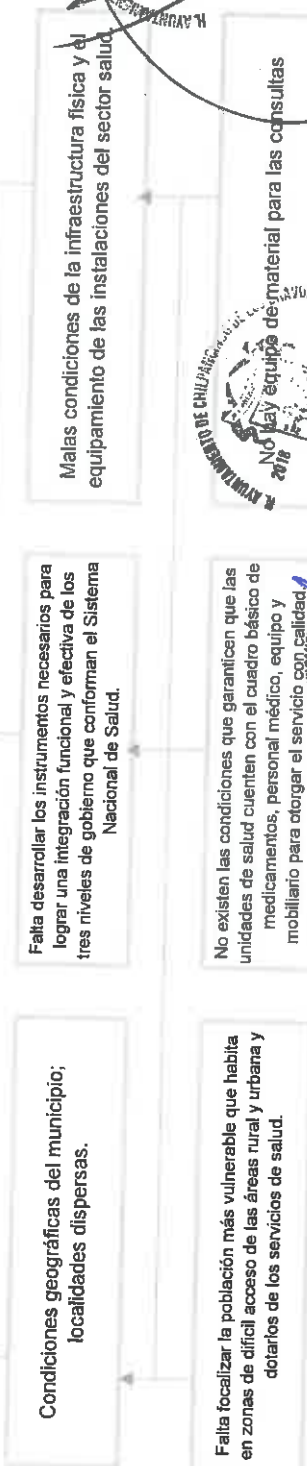 Condiciones geográficas del municipio;
localidades dispersas.
Falta desarrollar los instrumentos necesarios para
lograr una integración funcional y efectiva de los
tres niveles de gobierno que conforman el Sistema
Nacional de Salud.
Malas condiciones de la infraestructura física y el
equipamiento de las instalaciones del sector salud.
H. AYUNTAMIENTO
Falta focalizar la población más vulnerable que habita
en zonas de difícil acceso de las áreas rural y urbana y
dotarlos de los servicios de salud.
No existen las condiciones que garanticen que las
unidades de salud cuenten con el cuadro básico de
medicamentos, personal médico, equipo y
mobiliario para otorgar el servicio con calidad
No hay equipo de material para las consultas
H. AYUNTAMIENTO DE
2018